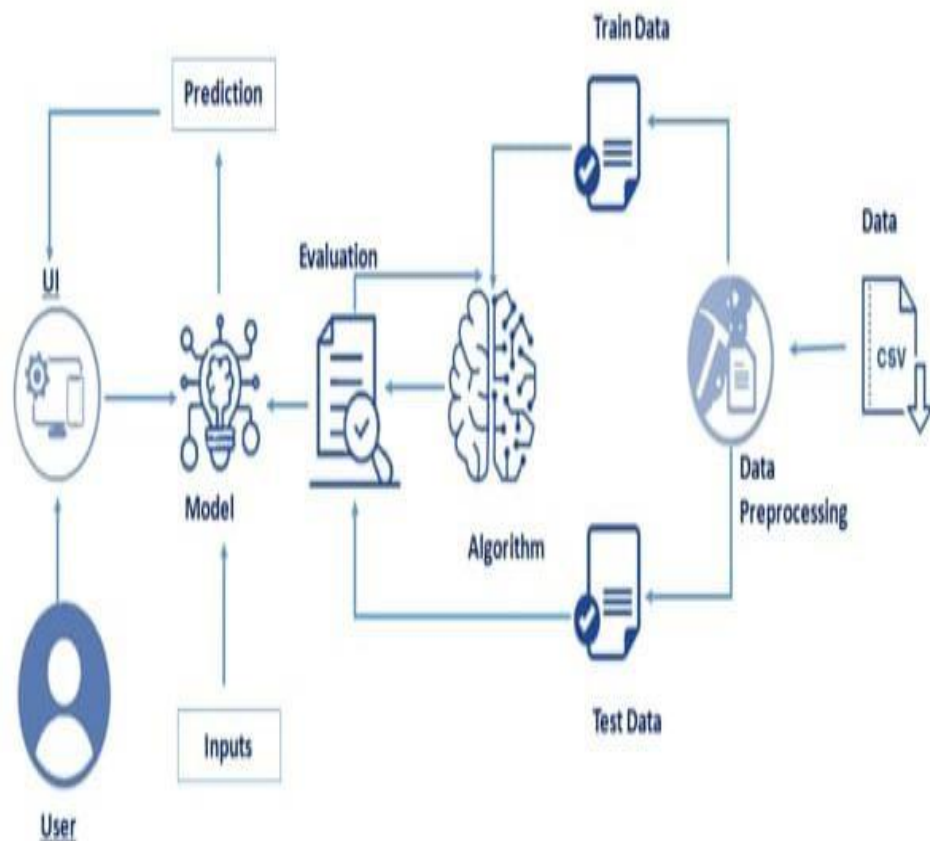 Train Data
Prediction
Data
Evaluation
UI
CSV
Data
Preprocessing
Model
Algorithm
Test Data
Inputs
User